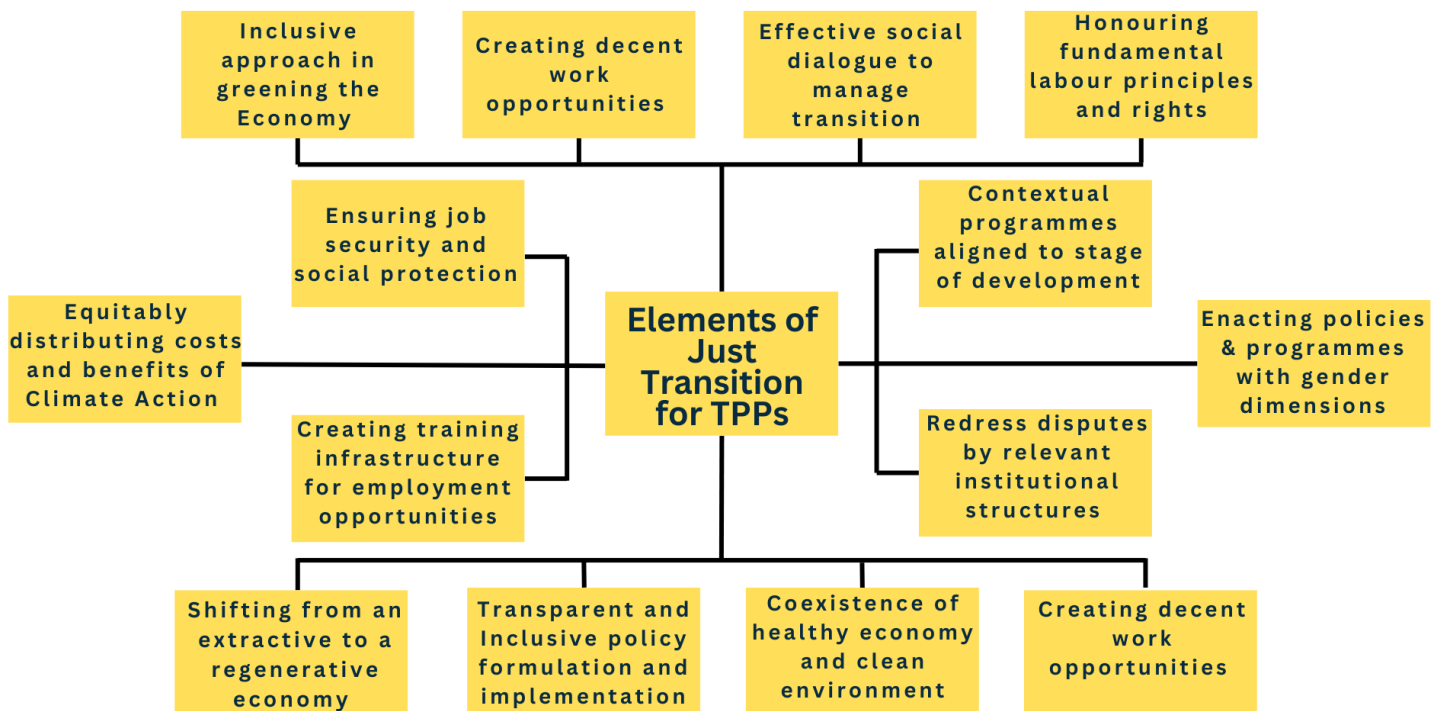 Inclusive
approach in
greening the
Economy
Creating decent
work
opportunities
Effective social
dialogue to
manage
transition
Honouring
fundamental
labour principles
and rights
Ensuring job
security and
social protection
Contextual
programmes
aligned to stage
of development
Equitably
distributing costs
and benefits of
Climate Action
Elements of
Just
Transition
for TPPs
Enacting policies
& programmes
with gender
dimensions
Creating training
infrastructure
for employment
opportunities
Redress disputes
by relevant
institutional
structures
Shifting from an
extractive to a
regenerative
economy
Transparent and
Inclusive policy
formulation and
implementation
Coexistence of
healthy economy
and clean
environment
Creating decent
work
opportunities